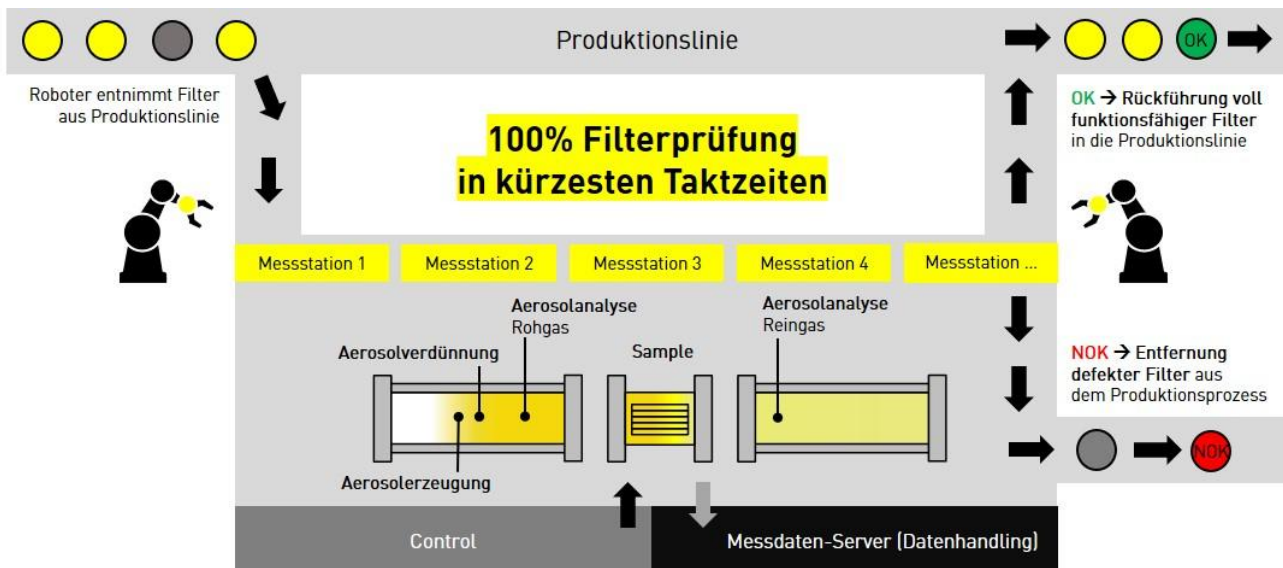 Produktionslinie
OK
Roboter entnimmt Filter
aus Produktionslinie
100% Filterprüfung
in kürzesten Taktzeiten
OK → Rückführung voll
funktionsfähiger Filter
in die Produktionslinie
Messstation 1
Messstation 2
Messstation 3
Messstation 4
Messstation ...
Aerosolanalyse
Rohgas
Aerosolanalyse
Reingas
Aerosolverdünnung
Sample
Aerosolerzeugung
NOK → Entfernung
defekter Filter aus
dem Produktionsprozess
NOK
Control
Messdaten-Server (Datenhandling)